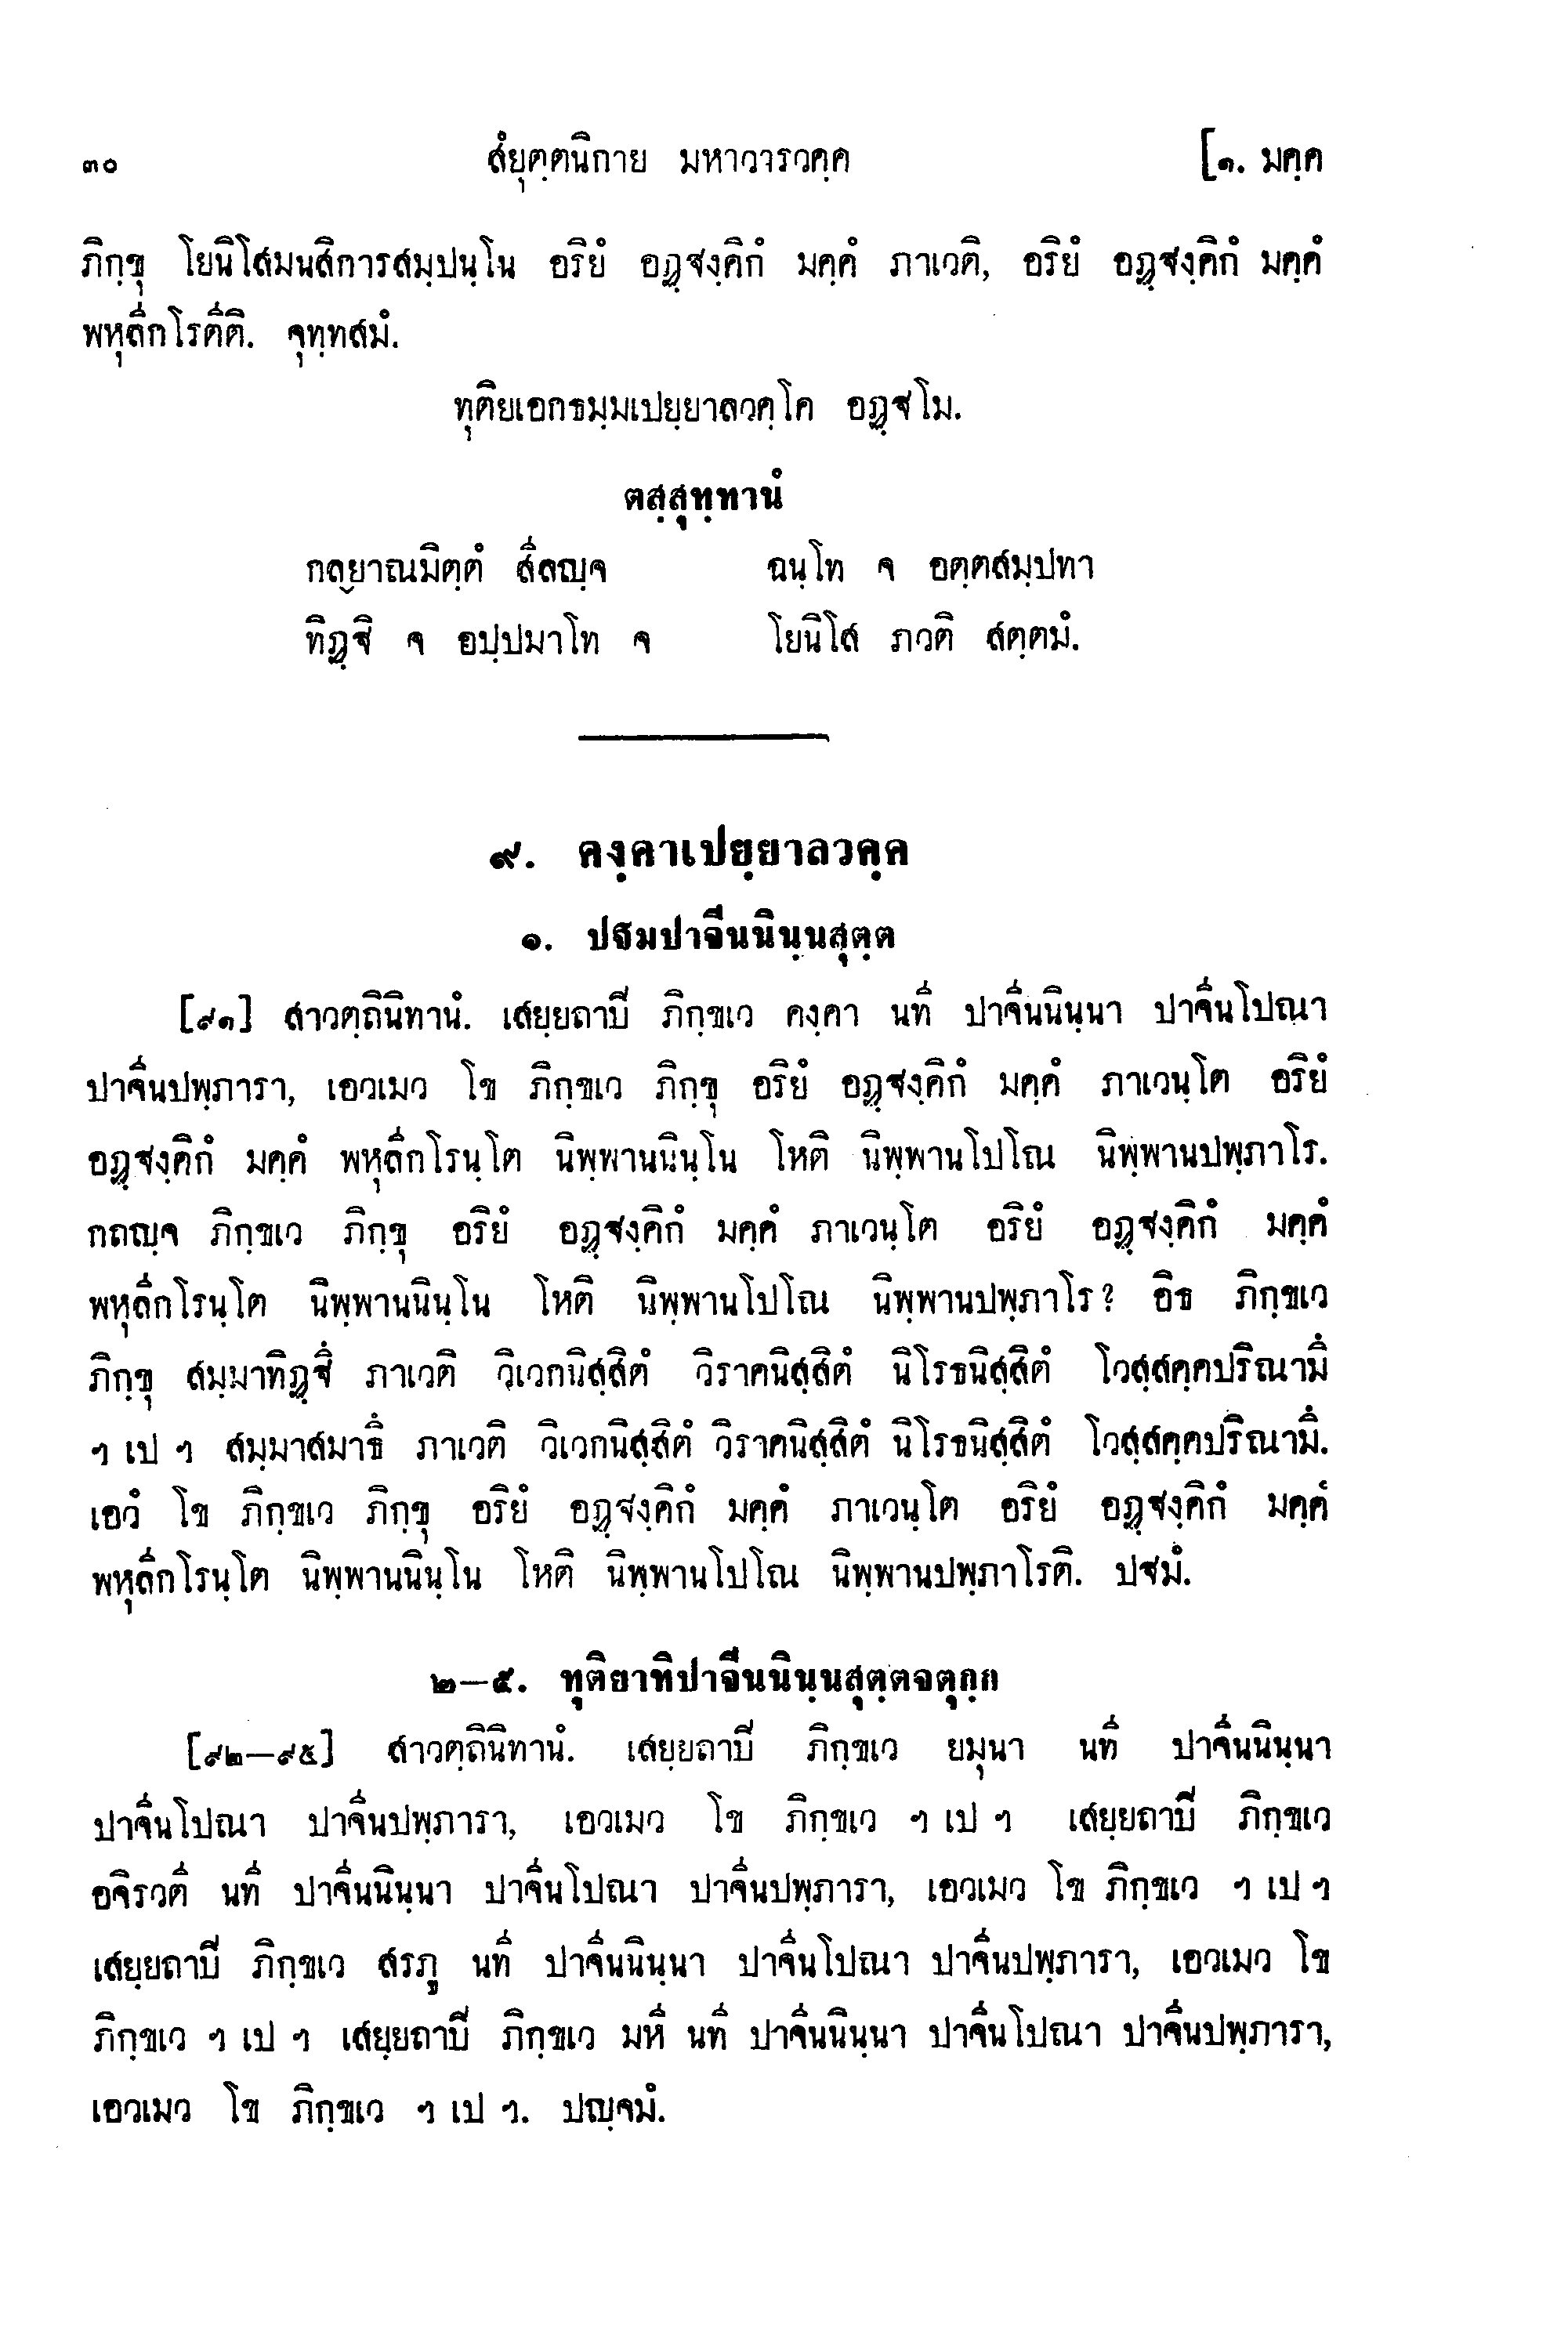 ๓๐ สํยุตฺตนิกาย มหาวารวคฺค [๑. มคฺค
ภิกฺขุ โยนิโสมนสิการสมฺปนฺโน อริยํ อฏฺฐงฺคิกํ มคฺคํ ภาเวติ, อริยํ อฏฺฐงฺคิกํ มคฺคํ
พหุลีกโรตีติ. จุทฺทสมํ.
ทุติยเอกธมฺมเปยฺยาลวคฺโค อฏฺฐโม.
ตสฺสุทฺทานํ
กลฺยาณมิตฺตํ สีลญฺจ ฉนฺโท จ อตฺตสมฺปทา
ทิฏฺฐิ จ อปฺปมาโท จ โยนิโส ภวติ สตฺตมํ.
๙. คงฺคาเปยฺยาลวคฺค
๑. ปฐมปาจีนนินฺนสุตฺต
[๙๑] สาวตฺถินิทานํ. เสยฺยถาปิ ภิกฺขเว คงฺคา นที ปาจีนนินฺนา ปาจีนโปณา
ปาจีนปพฺภารา, เอวเมว โข ภิกฺขเว ภิกฺขุ อริยํ อฏฺฐงฺคิกํ มคฺคํ ภาเวนฺโต อริยํ
อฏฺฐงฺคิกํ มคฺคํ พหุลีกโรนฺโต นิพฺพานนินฺโน โหติ นิพฺพานโปโณ นิพฺพานปพฺภาโร.
กถญฺจ ภิกฺขเว ภิกฺขุ อริยํ อฏฺฐงฺคิกํ มคฺคํ ภาเวนฺโต อริยํ อฏฺฐงฺคิกํ มคฺคํ
พหุลีกโรนฺโต นิพฺพานนินฺโน โหติ นิพฺพานโปโณ นิพฺพานปพฺภาโร? อิธ ภิกฺขเว
ภิกฺขุ สมฺมาทิฏฺฐึ ภาเวติ วิเวกนิสฺสิตํ วิราคนิสฺสิตํ นิโรธนิสฺสิตํ โวสฺสคฺคปริณามึ
ฯ เป ฯ สมฺมาสมาธึ ภาเวติ วิเวกนิสฺสิตํ วิราคนิสฺสิตํ นิโรธนิสฺสิตํ โวสฺสคฺคปริณามึ.
เอวํ โข ภิกฺขเว ภิกฺขุ อริยํ อฏฺฐงฺคิกํ มคฺคํ ภาเวนฺโต อริยํ อฏฺฐงฺคิกํ มคฺคํ
พหุลีกโรนฺโต นิพฺพานนินฺโน โหติ นิพฺพานโปโณ นิพฺพานปพฺภาโรติ. ปฐมํ.
๒–๕. ทุติยาทิปาจีนนินฺนสุตฺตจตุกฺก
[๙๒–๙๕] สาวตฺถินิทานํ. เสยฺยถาปิ ภิกฺขเว ยมุนา นที ปาจีนนินฺนา
ปาจีนโปณา ปาจีนปพฺภารา, เอวเมว โข ภิกฺขเว ฯ เป ฯ เสยฺยถาปิ ภิกฺขเว
อจิรวตี นที ปาจีนนินฺนา ปาจีนโปณา ปาจีนปพฺภารา, เอวเมว โข ภิกฺขเว ฯ เป ฯ
เสยฺยถาปิ ภิกฺขเว สรภู นที ปาจีนนินฺนา ปาจีนโปณา ปาจีนปพฺภารา, เอวเมว โข
ภิกฺขเว ฯ เป ฯ เสยฺยถาปิ ภิกฺขเว มหี นที ปาจีนนินฺนา ปาจีนโปณา ปาจีนปพฺภารา,
เอวเมว โข ภิกฺขเว ฯ เป ฯ. ปญฺจมํ.